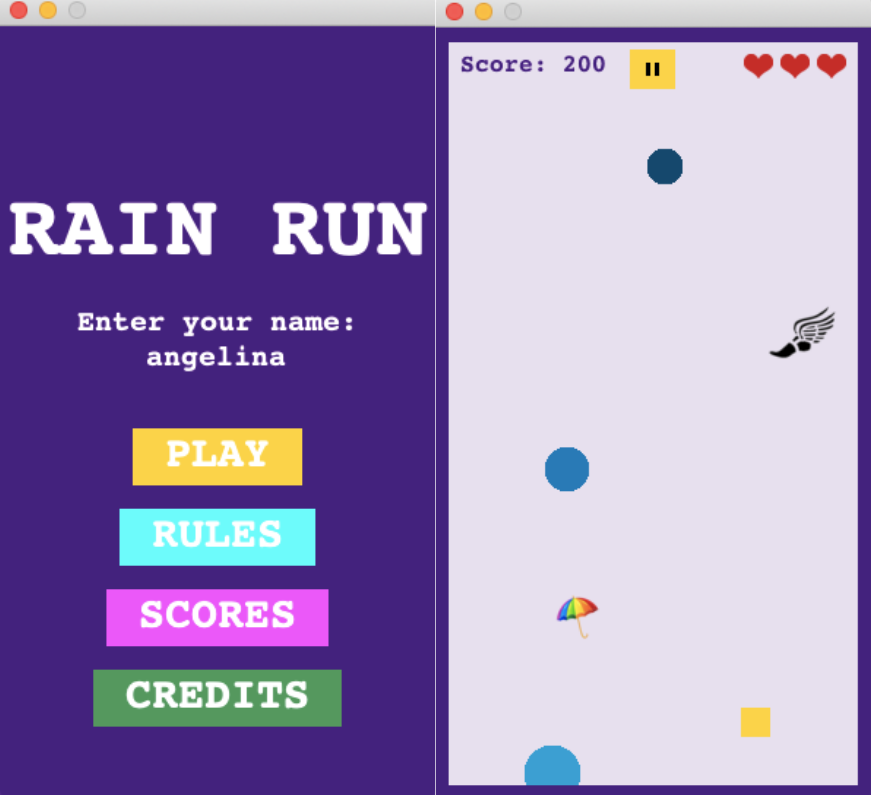 RAIN RUN
Enter your name:
angelina
PLAY
RULES
SCORES
CREDITS
Score: 200